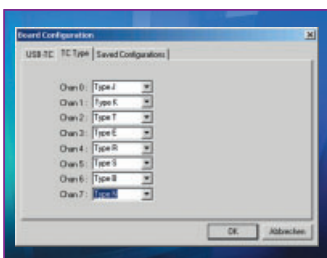 Board Configuration
USB-TC TC Type Saved Configurations
Chan 0: Type J
Chan 1: Type K
Chan 2: Type T
Chan 3: Type E
Chan 4: Type R
Chan 5: Type S
Chan 6: Type B
Chan 7: Type N
OK Abbrechen